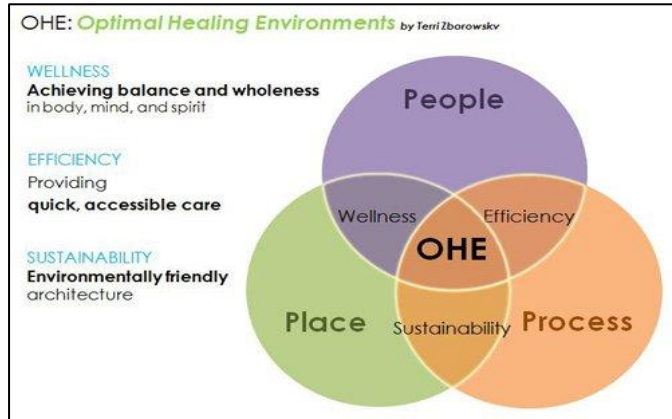 OHE: Optimal Healing Environments by Terri Zborowskv
WELLNESS
Achieving balance and wholeness
in body, mind, and spirit
EFFICIENCY
Providing
quick, accessible care
SUSTAINABILITY
Environmentally friendly
architecture
People
Wellness
Efficiency
OHE
Place
Sustainability
Process